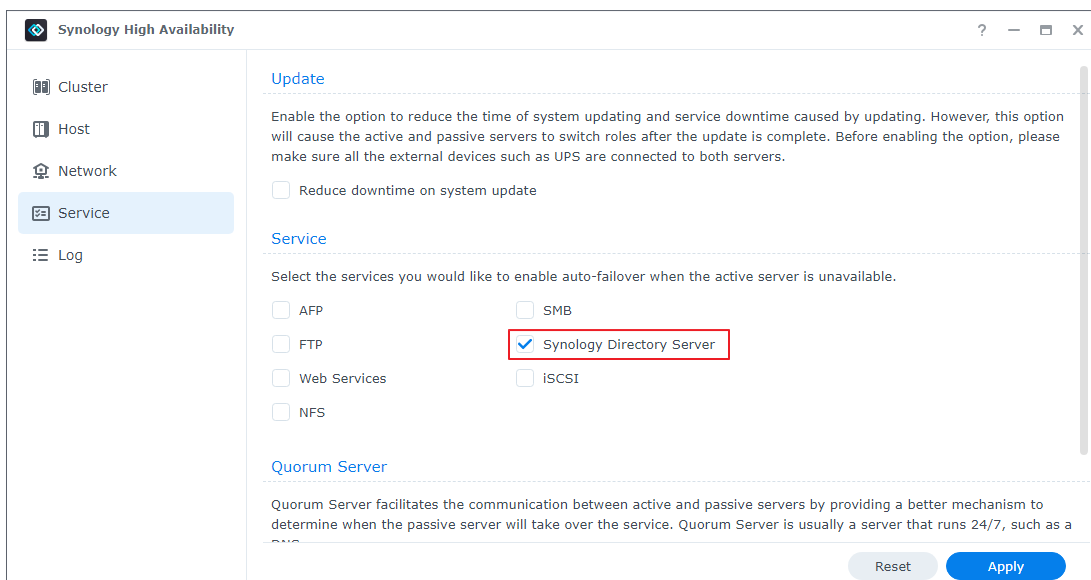 Synology High Availability
?
Cluster
Host
Network
Service
Log
Update
Enable the option to reduce the time of system updating and service downtime caused by updating. However, this option
will cause the active and passive servers to switch roles after the update is complete. Before enabling the option, please
make sure all the external devices such as UPS are connected to both servers.
Reduce downtime on system update
Service
Select the services you would like to enable auto-failover when the active server is unavailable.
AFP SMB
FTP Synology Directory Server
Web Services iSCSI
NFS
Quorum Server
Quorum Server facilitates the communication between active and passive servers by providing a better mechanism to
determine when the passive server will take over the service. Quorum Server is usually a server that runs 24/7, such as a
Reset Apply